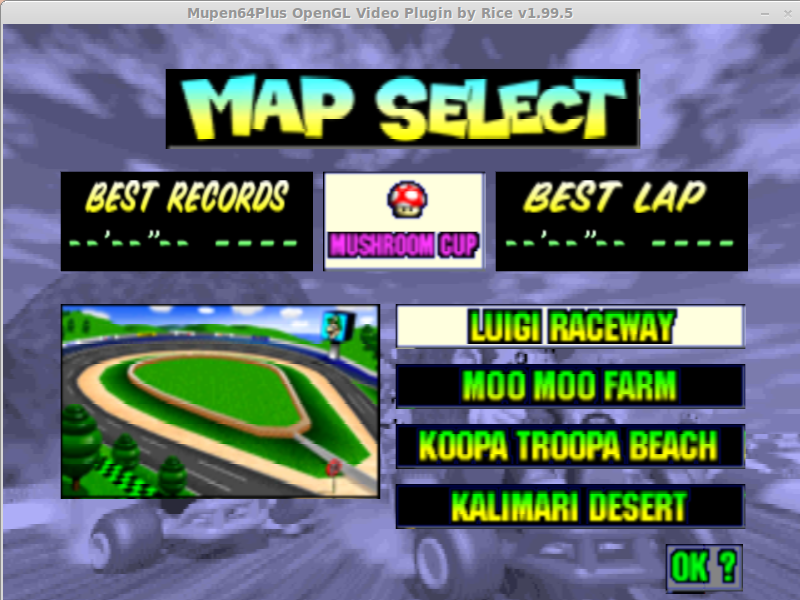 Mupen64Plus OpenGL Video Plugin by Rice v1.99.5
MAP SELECT
BEST RECORDS
--'--"-- ----
MUSHROOM CUP
BEST LAP
--'--"-- ----
LUIGI RACEWAY
MOO MOO FARM
KOOPA TROOPA BEACH
KALIMARI DESERT
OK ?